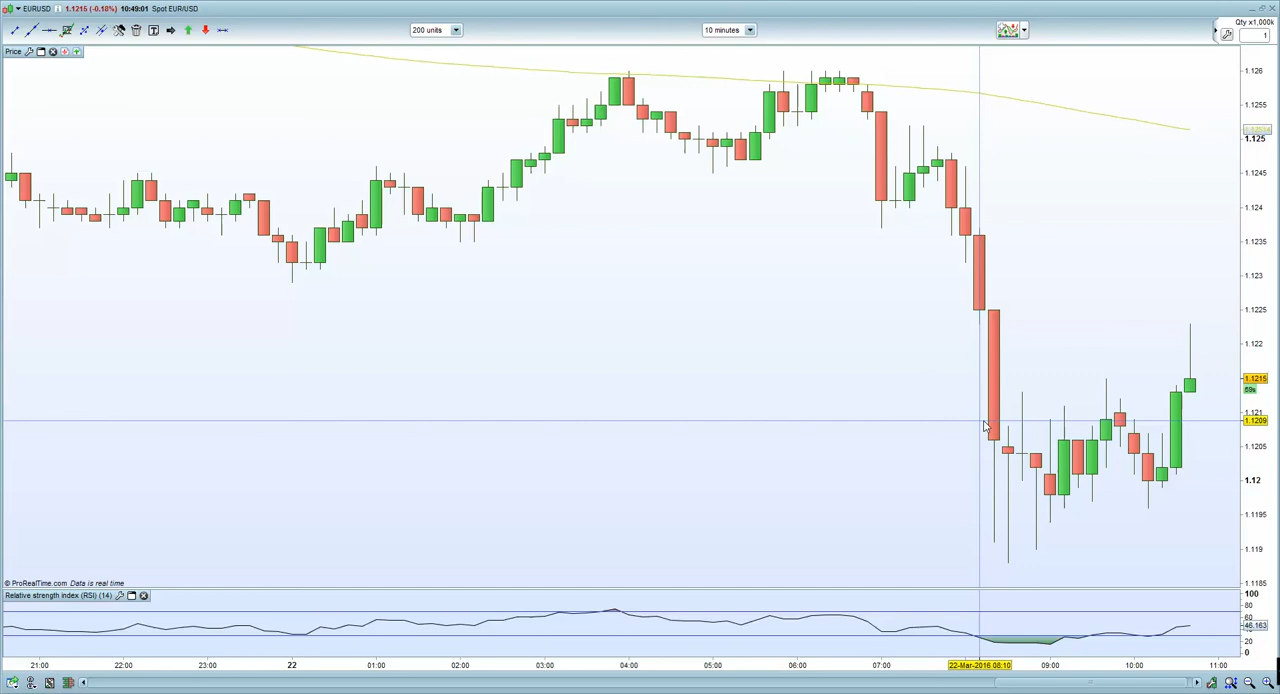 EURUSD 1.1215 (-0.18%) 10:49:01 Spot EUR/USD
Qty x1,000k
200 units
10 minutes
1
Price
1.126
1.1255
1.125
1.1245
1.124
1.1235
1.123
1.1225
1.122
1.1215
59s
1.121
1.1209
1.1205
1.12
1.1195
1.119
1.1185
© ProRealTime.com Data is real time
Relative strength index (RSI) (14)
100
80
60
46.163
20
0
21:00 22:00 23:00 22 01:00 02:00 03:00 04:00 05:00 06:00 07:00 22-Mar-2016 08:10 09:00 10:00 11:00